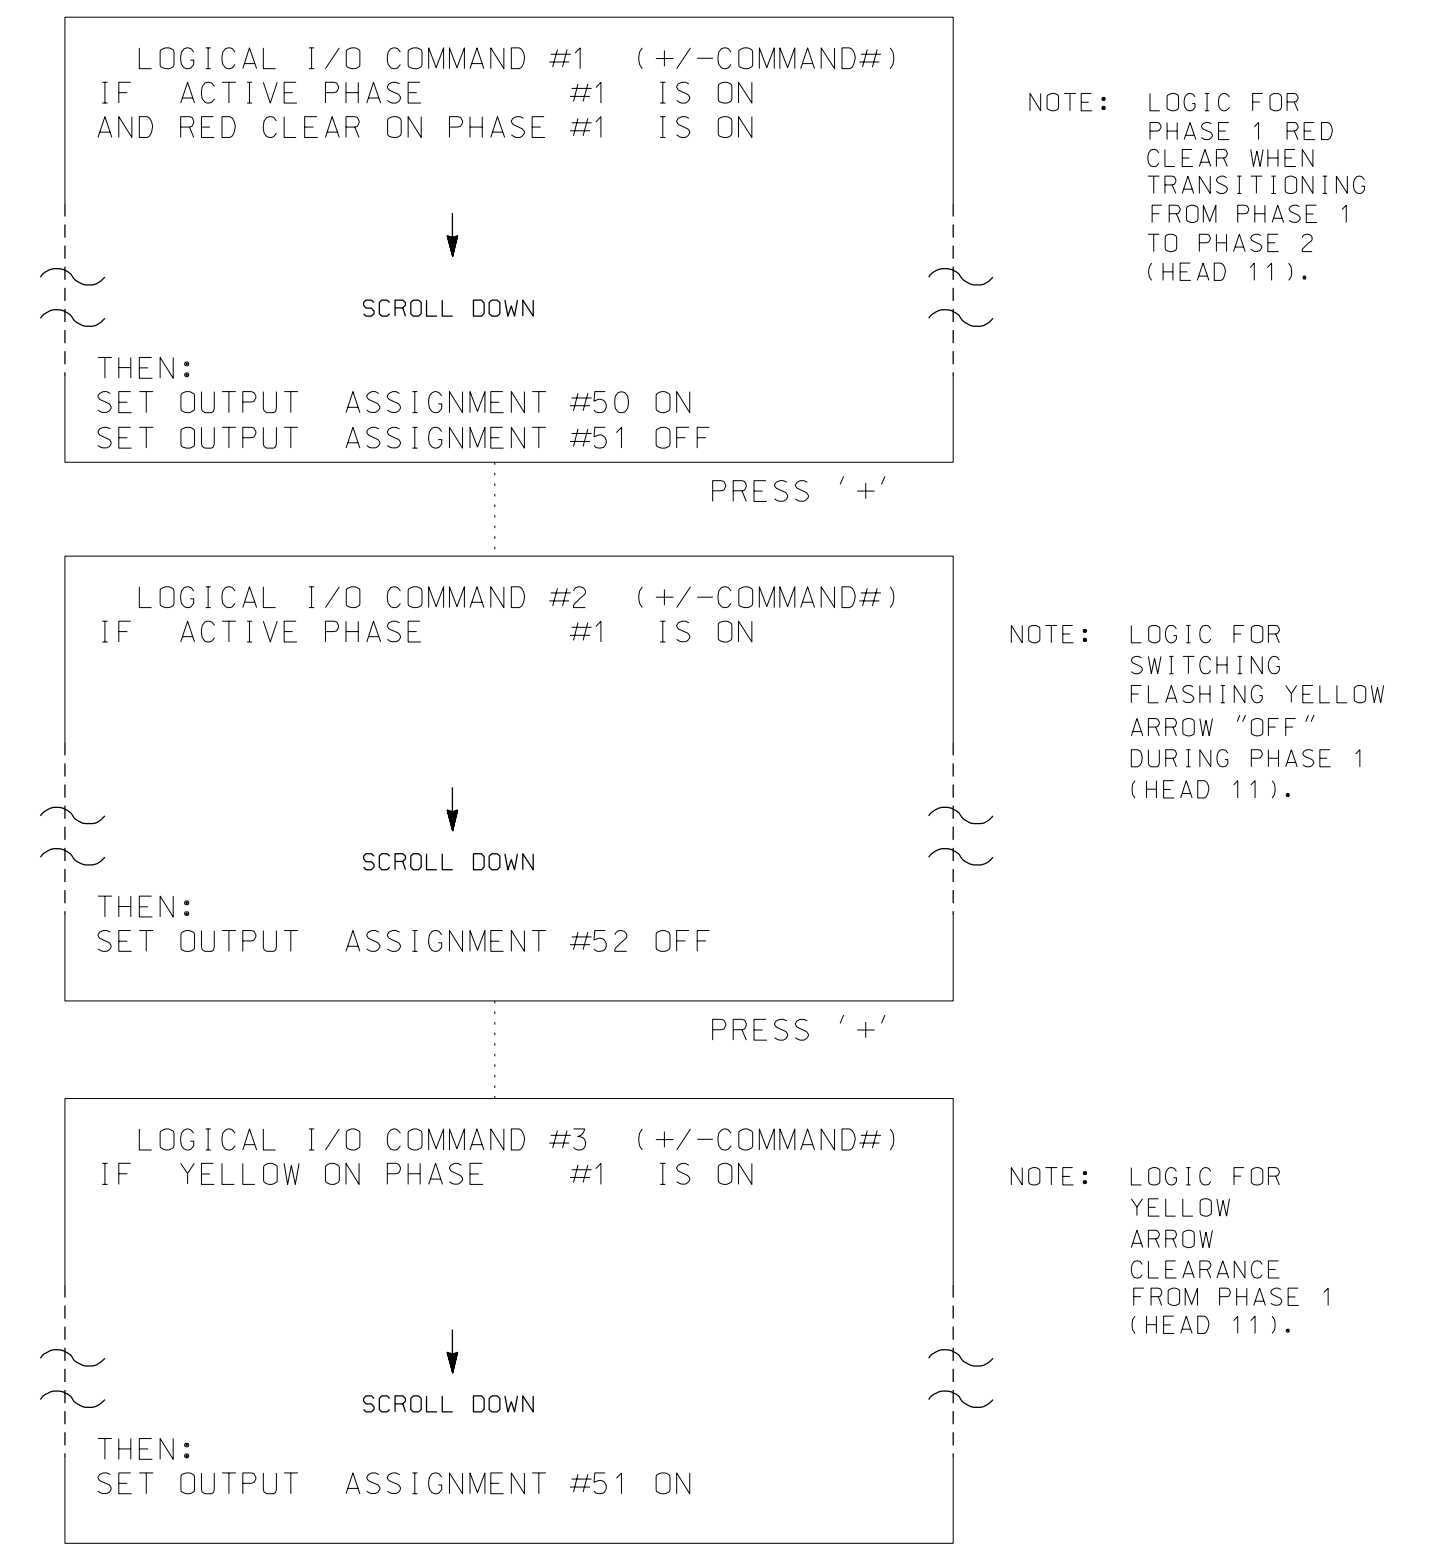 LOGICAL I/O COMMAND #1 (+/-COMMAND#)
IF ACTIVE PHASE #1 IS ON
AND RED CLEAR ON PHASE #1 IS ON
SCROLL DOWN
THEN:
SET OUTPUT ASSIGNMENT #50 ON
SET OUTPUT ASSIGNMENT #51 OFF
NOTE: LOGIC FOR
PHASE 1 RED
CLEAR WHEN
TRANSITIONING
FROM PHASE 1
TO PHASE 2
(HEAD 11).
PRESS '+'
LOGICAL I/O COMMAND #2 (+/-COMMAND#)
IF ACTIVE PHASE #1 IS ON
SCROLL DOWN
THEN:
SET OUTPUT ASSIGNMENT #52 OFF
NOTE: LOGIC FOR
SWITCHING
FLASHING YELLOW
ARROW "OFF"
DURING PHASE 1
(HEAD 11).
PRESS '+'
LOGICAL I/O COMMAND #3 (+/-COMMAND#)
IF YELLOW ON PHASE #1 IS ON
SCROLL DOWN
THEN:
SET OUTPUT ASSIGNMENT #51 ON
NOTE: LOGIC FOR
YELLOW
ARROW
CLEARANCE
FROM PHASE 1
(HEAD 11).